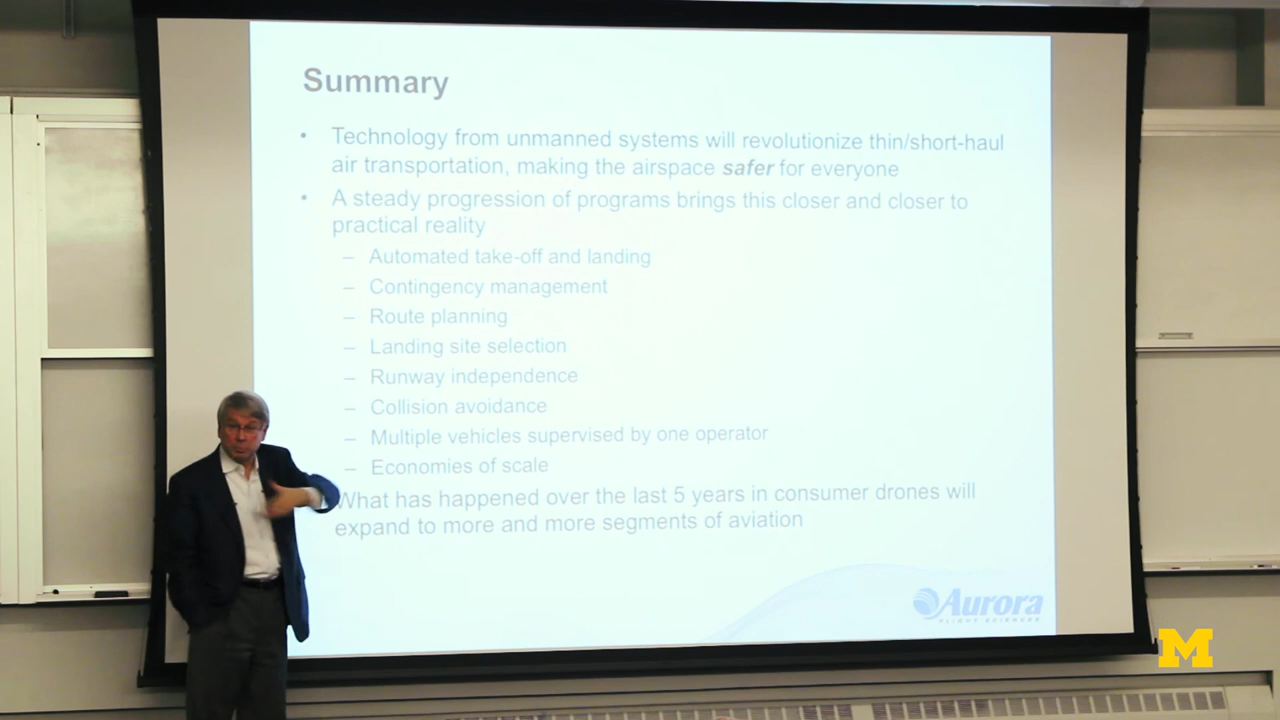 Summary
• Technology from unmanned systems will revolutionize thin/short-haul
air transportation, making the airspace safer for everyone
• A steady progression of programs brings this closer and closer to
practical reality
– Automated take-off and landing
– Contingency management
– Route planning
– Landing site selection
– Runway independence
– Collision avoidance
– Multiple vehicles supervised by one operator
– Economies of scale
What has happened over the last 5 years in consumer drones will
expand to more and more segments of aviation
Aurora
FLIGHT SCIENCES
M